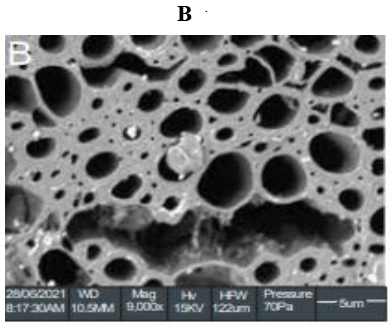 B
B
28/06/2021 WD Mag Hv HFW Pressure
8:17:30AM 10.5MM 9,000x 15KV 122um 70Pa 5um